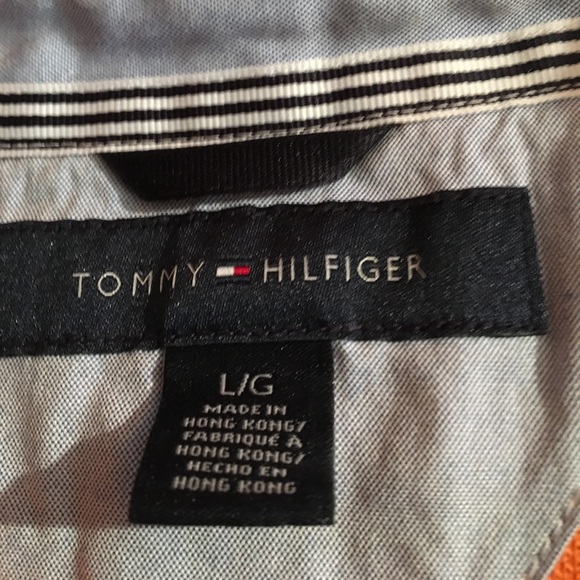 TOMMY HILFIGER
L/G
MADE IN
HONG KONG/
FABRIQUÉ À
HONG KONG/
HECHO EN
HONG KONG